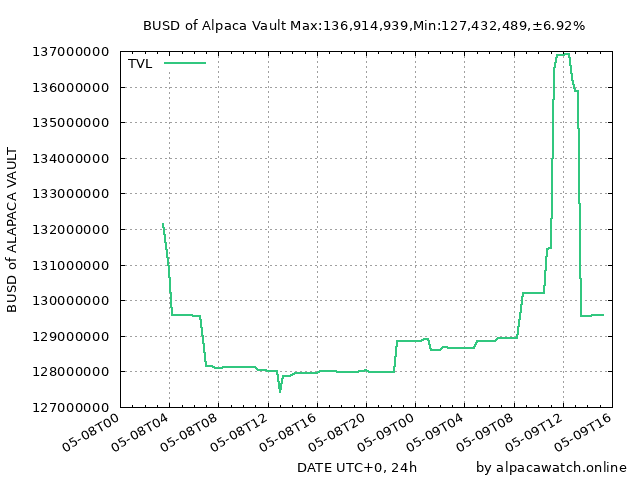 BUSD of Alpaca Vault Max:136,914,939,Min:127,432,489,±6.92%
TVL
137000000
136000000
135000000
134000000
133000000
132000000
131000000
130000000
129000000
128000000
127000000
BUSD of ALAPACA VAULT
05-08T00
05-08T04
05-08T08
05-08T12
05-08T16
05-08T20
05-09T00
05-09T04
05-09T08
05-09T12
05-09T16
DATE UTC+0, 24h
by alpacawatch.online